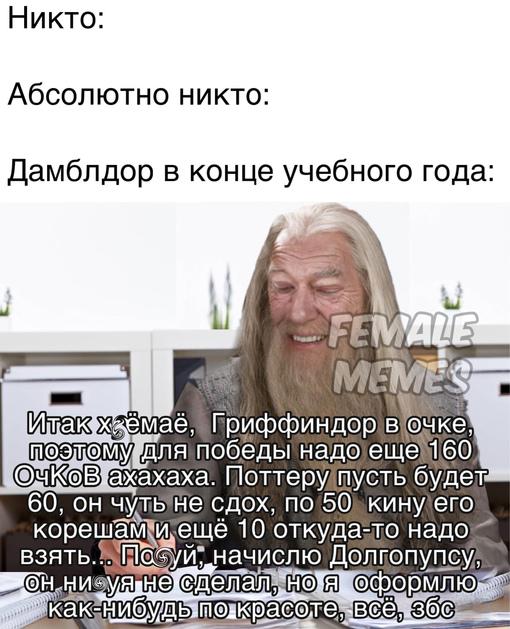 Никто:
Абсолютно никто:
Дамблдор в конце учебного года:
FEMALE
MEMES
Итак х ёмаё, Гриффиндор в очке,
поэтому для победы надо еще 160
ОчКоВ ахахаха. Поттеру пусть будет
60, он чуть не сдох, по 50 кину его
корешам и ещё 10 откуда-то надо
взять... По уй, начислю Долгопупсу,
он ни уя не сделал, но я оформлю
как-нибудь по красоте, всё, збс